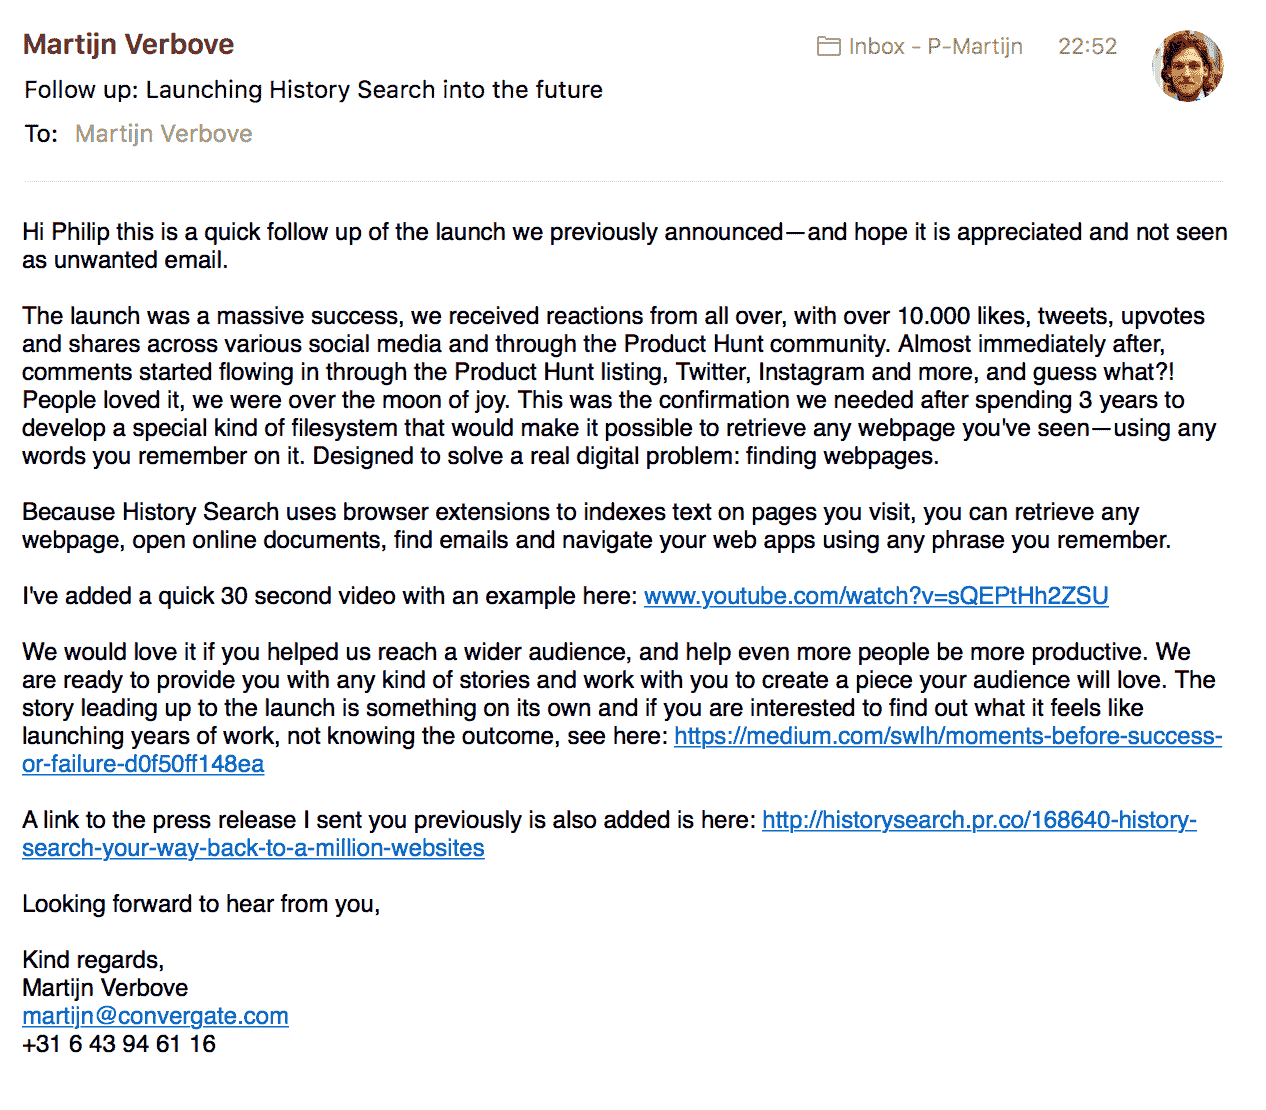 Martijn Verbove
Inbox - P-Martijn 22:52
Follow up: Launching History Search into the future
To: Martijn Verbove
Hi Philip this is a quick follow up of the launch we previously announced—and hope it is appreciated and not seen
as unwanted email.
The launch was a massive success, we received reactions from all over, with over 10.000 likes, tweets, upvotes
and shares across various social media and through the Product Hunt community. Almost immediately after,
comments started flowing in through the Product Hunt listing, Twitter, Instagram and more, and guess what?!
People loved it, we were over the moon of joy. This was the confirmation we needed after spending 3 years to
develop a special kind of filesystem that would make it possible to retrieve any webpage you've seen—using any
words you remember on it. Designed to solve a real digital problem: finding webpages.
Because History Search uses browser extensions to indexes text on pages you visit, you can retrieve any
webpage, open online documents, find emails and navigate your web apps using any phrase you remember.
I've added a quick 30 second video with an example here: www.youtube.com/watch?v=sQEPtHh2ZSU
We would love it if you helped us reach a wider audience, and help even more people be more productive. We
are ready to provide you with any kind of stories and work with you to create a piece your audience will love. The
story leading up to the launch is something on its own and if you are interested to find out what it feels like
launching years of work, not knowing the outcome, see here: https://medium.com/swlh/moments-before-success-
or-failure-d0f50ff148ea
A link to the press release I sent you previously is also added is here: http://historysearch.pr.co/168640-history-
search-your-way-back-to-a-million-websites
Looking forward to hear from you,
Kind regards,
Martijn Verbove
martijn@convergate.com
+31 6 43 94 61 16